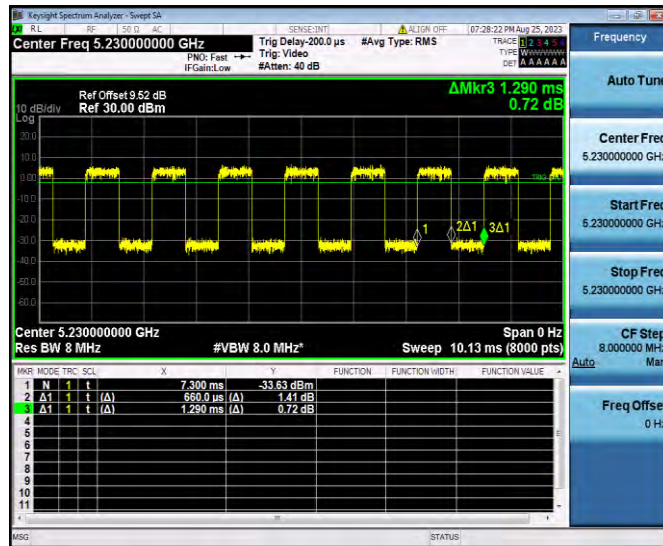 Keysight Spectrum Analyzer - Swept SA
RL RF 50 Ω AC SENSE:INT ALIGN OFF 07:28:22 PM Aug 25, 2023
Center Freq 5.230000000 GHz
Trig Delay-200.0 µs #Avg Type: RMS TRACE 1 2 3 4 5 6
PNO: Fast Trig: Video TYPE W
IFGain:Low #Atten: 40 dB DET A A A A A A
Frequency
Auto Tune
ΔMkr3 1.290 ms
0.72 dB
Ref Offset 9.52 dB
10 dB/div Ref 30.00 dBm
Log
20.0
10.0
0.00
-10.0
-20.0
-30.0
-40.0
-50.0
-60.0
1 2Δ1 3Δ1
Center Freq
5.230000000 GHz
Start Freq
5.230000000 GHz
Stop Freq
5.230000000 GHz
Center 5.230000000 GHz Span 0 Hz
Res BW 8 MHz #VBW 8.0 MHz* Sweep 10.13 ms (8000 pts)
CF Step
8.000000 MHz
Auto Man
MKR MODE TRC SCL X Y FUNCTION FUNCTION WIDTH FUNCTION VALUE
1 N 1 t 7.300 ms -33.63 dBm
2 Δ1 1 t (Δ) 660.0 µs (Δ) 1.41 dB
3 Δ1 1 t (Δ) 1.290 ms (Δ) 0.72 dB
4
5
6
7
8
9
10
11
Freq Offset
0 Hz
MSG STATUS